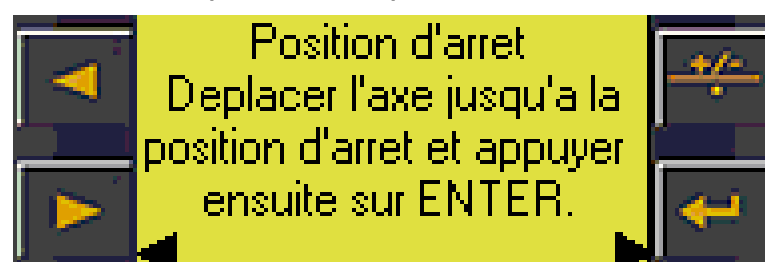 Position d'arret
Deplacer l'axe jusqu'a la
position d'arret et appuyer
ensuite sur ENTER.
+/-